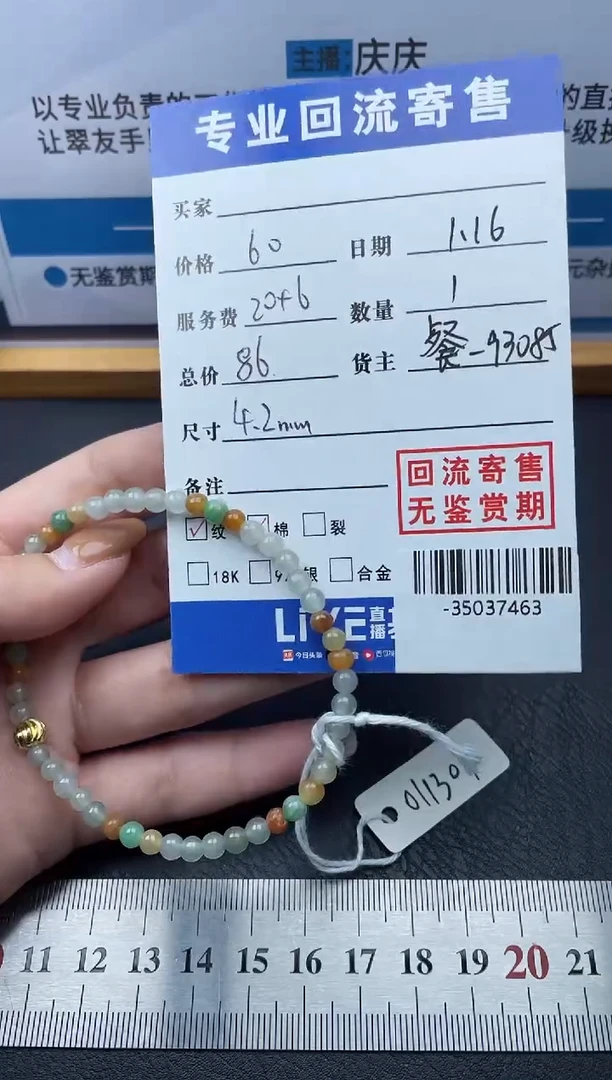 主播:庆庆
以专业负责的
的直
让翠友手
级
专业回流寄售
买家
价格 60 日期 1.16
服务费 20+6 数量 1
无鉴赏期
元杂
总价 86. 货主 餐-93085
尺寸 4.2mm
备注
回流寄售
无鉴赏期
纹 棉 裂
18K 银 合金
-35037463
LIVE 直播
今日头条
01130
11 12 13 14 15 16 17 18 19 20 21